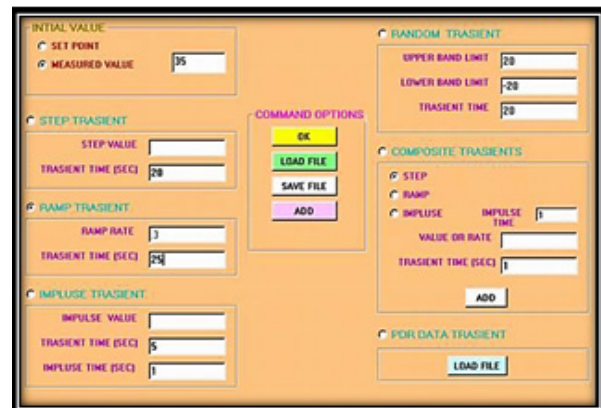 INTIAL VALUE
SET POINT
MEASURED VALUE 35
STEP TRASIENT
STEP VALUE
TRASIENT TIME (SEC) 20
RAMP TRASIENT.
RAMP RATE 3
TRASIENT TIME (SEC) 25
IMPLUSE TRASIENT
IMPULSE VALUE
TRASIENT TIME (SEC) 5
IMPLUSE TIME (SEC) 1
COMMAND OPTIONS
OK
LOAD FILE
SAVE FILE
ADD
RANDOM TRASIENT
UPPER BAND LIMIT 20
LOWER BAND LIMIT -20
TRASIENT TIME 20
COMPOSITE TRASIENTS
STEP
RAMP
IMPLUSE IMPULSE TIME 1
VALUE OR RATE
TRASIENT TIME (SEC) 1
ADD
PDR DATA TRASIENT
LOAD FILE